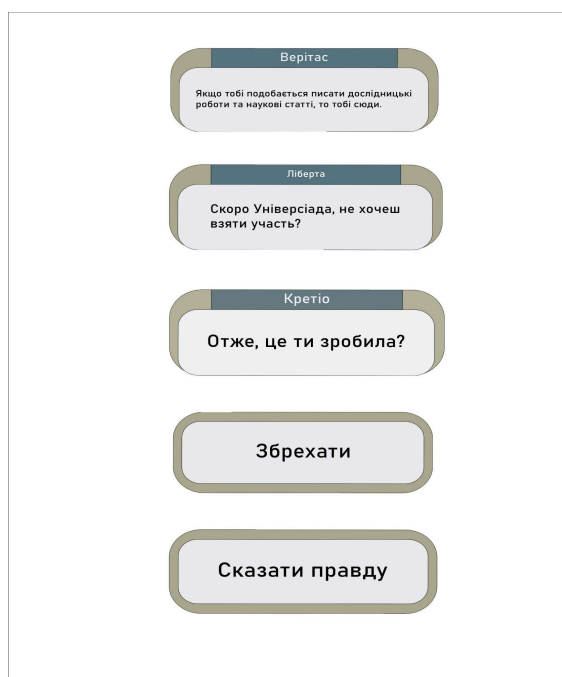 Верітас
Якщо тобі подобається писати дослідницькі
роботи та наукові статті, то тобі сюди.
Ліберта
Скоро Універсіада, не хочеш
взяти участь?
Кретіо
Отже, це ти зробила?
Збрехати
Сказати правду